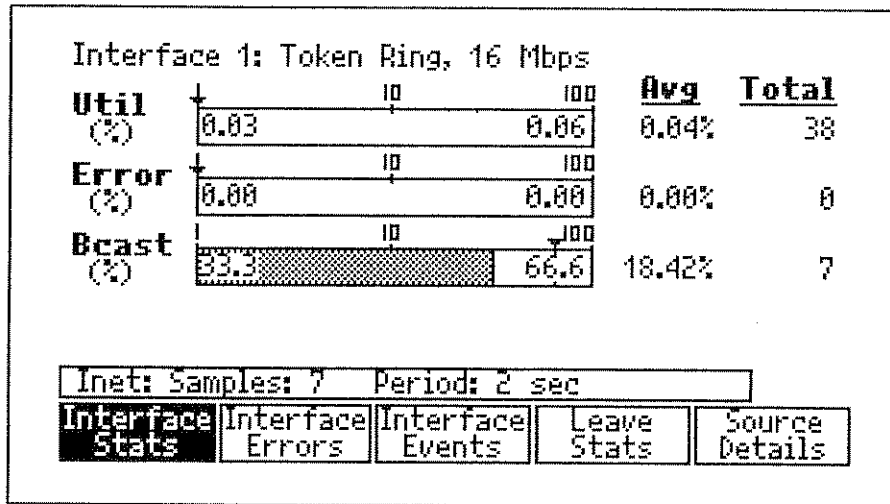 Interface 1: Token Ring, 16 Mbps
Avg Total
Util (%) 10 100
0.03 0.06 0.04% 38
Error (%) 10 100
0.00 0.00 0.00% 0
Bcast (%) 1 10 100
33.3 66.6 18.42% 7
Inet: Samples: 7 Period: 2 sec
Interface Stats
Interface Errors
Interface Events
Leave Stats
Source Details